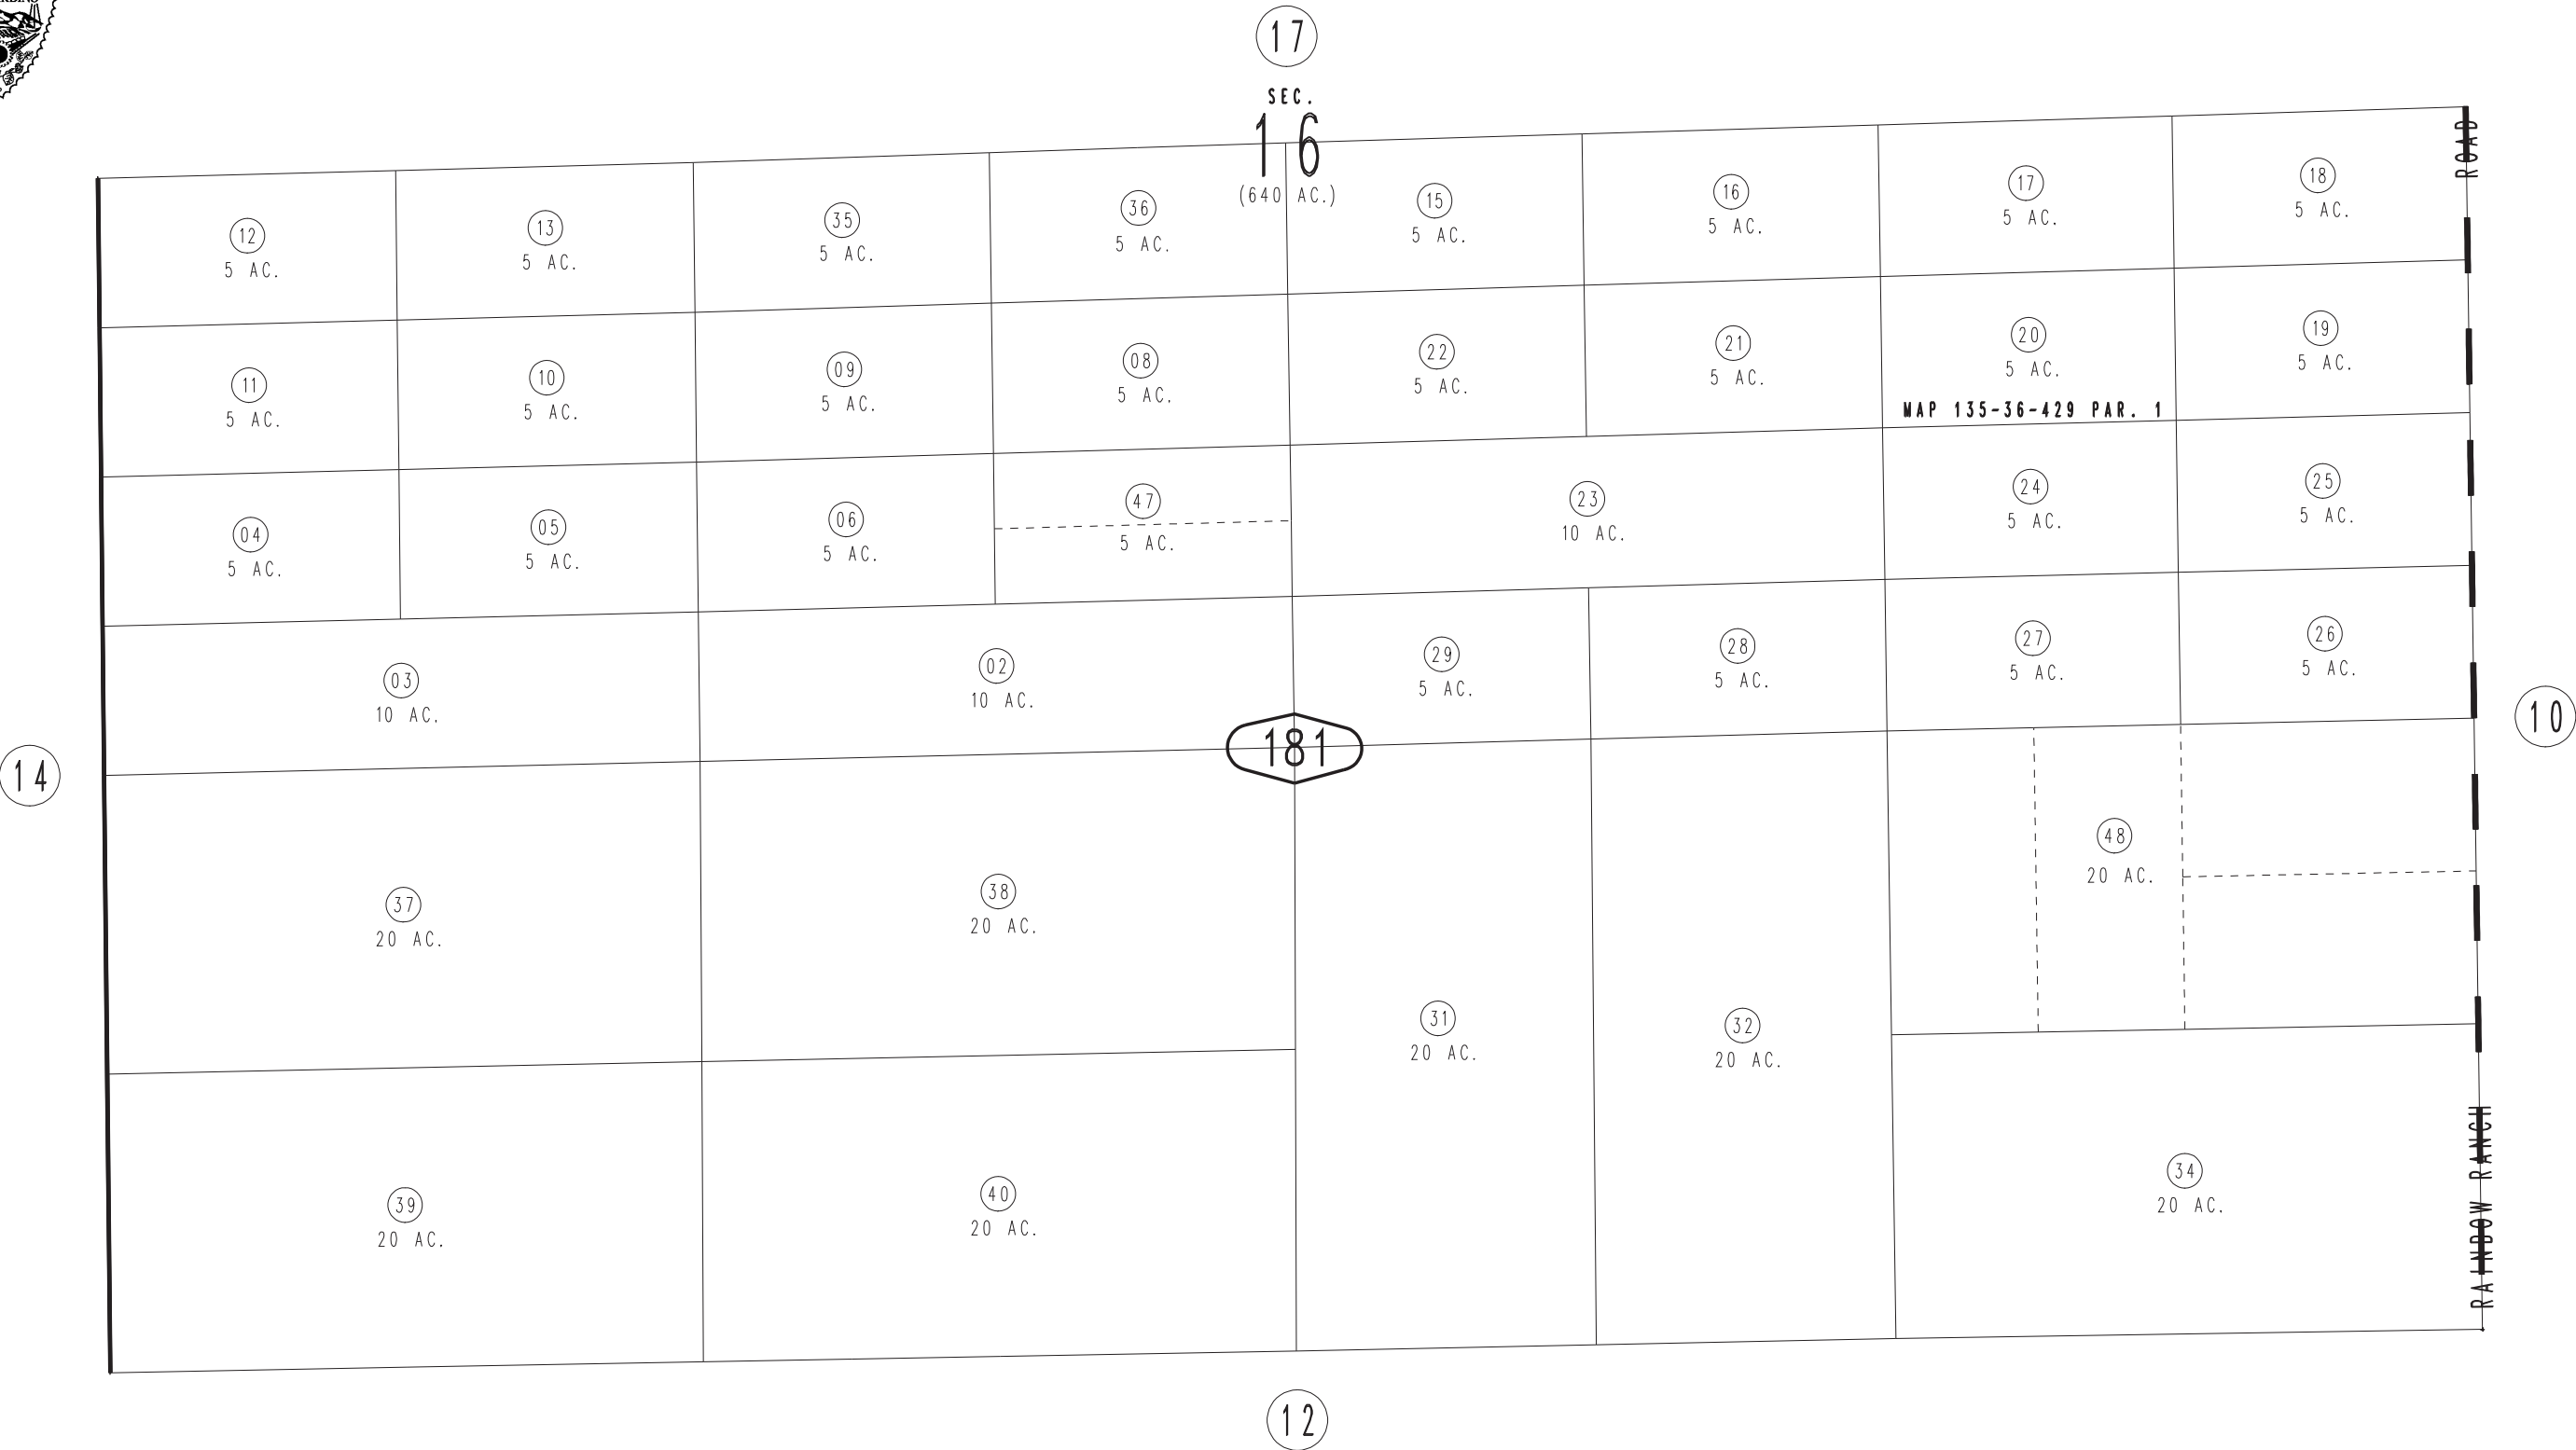 17
SEC.
16
(640 AC.)
ROAD
12
5 AC.
13
5 AC.
35
5 AC.
36
5 AC.
15
5 AC.
16
5 AC.
17
5 AC.
18
5 AC.
11
5 AC.
10
5 AC.
09
5 AC.
08
5 AC.
22
5 AC.
21
5 AC.
20
5 AC.
19
5 AC.
MAP 135-36-429 PAR. 1
04
5 AC.
05
5 AC.
06
5 AC.
47
5 AC.
23
10 AC.
24
5 AC.
25
5 AC.
03
10 AC.
02
10 AC.
29
5 AC.
28
5 AC.
27
5 AC.
26
5 AC.
14
181
10
37
20 AC.
38
20 AC.
31
20 AC.
32
20 AC.
48
20 AC.
39
20 AC.
40
20 AC.
34
20 AC.
RAINBOW RANCH
12